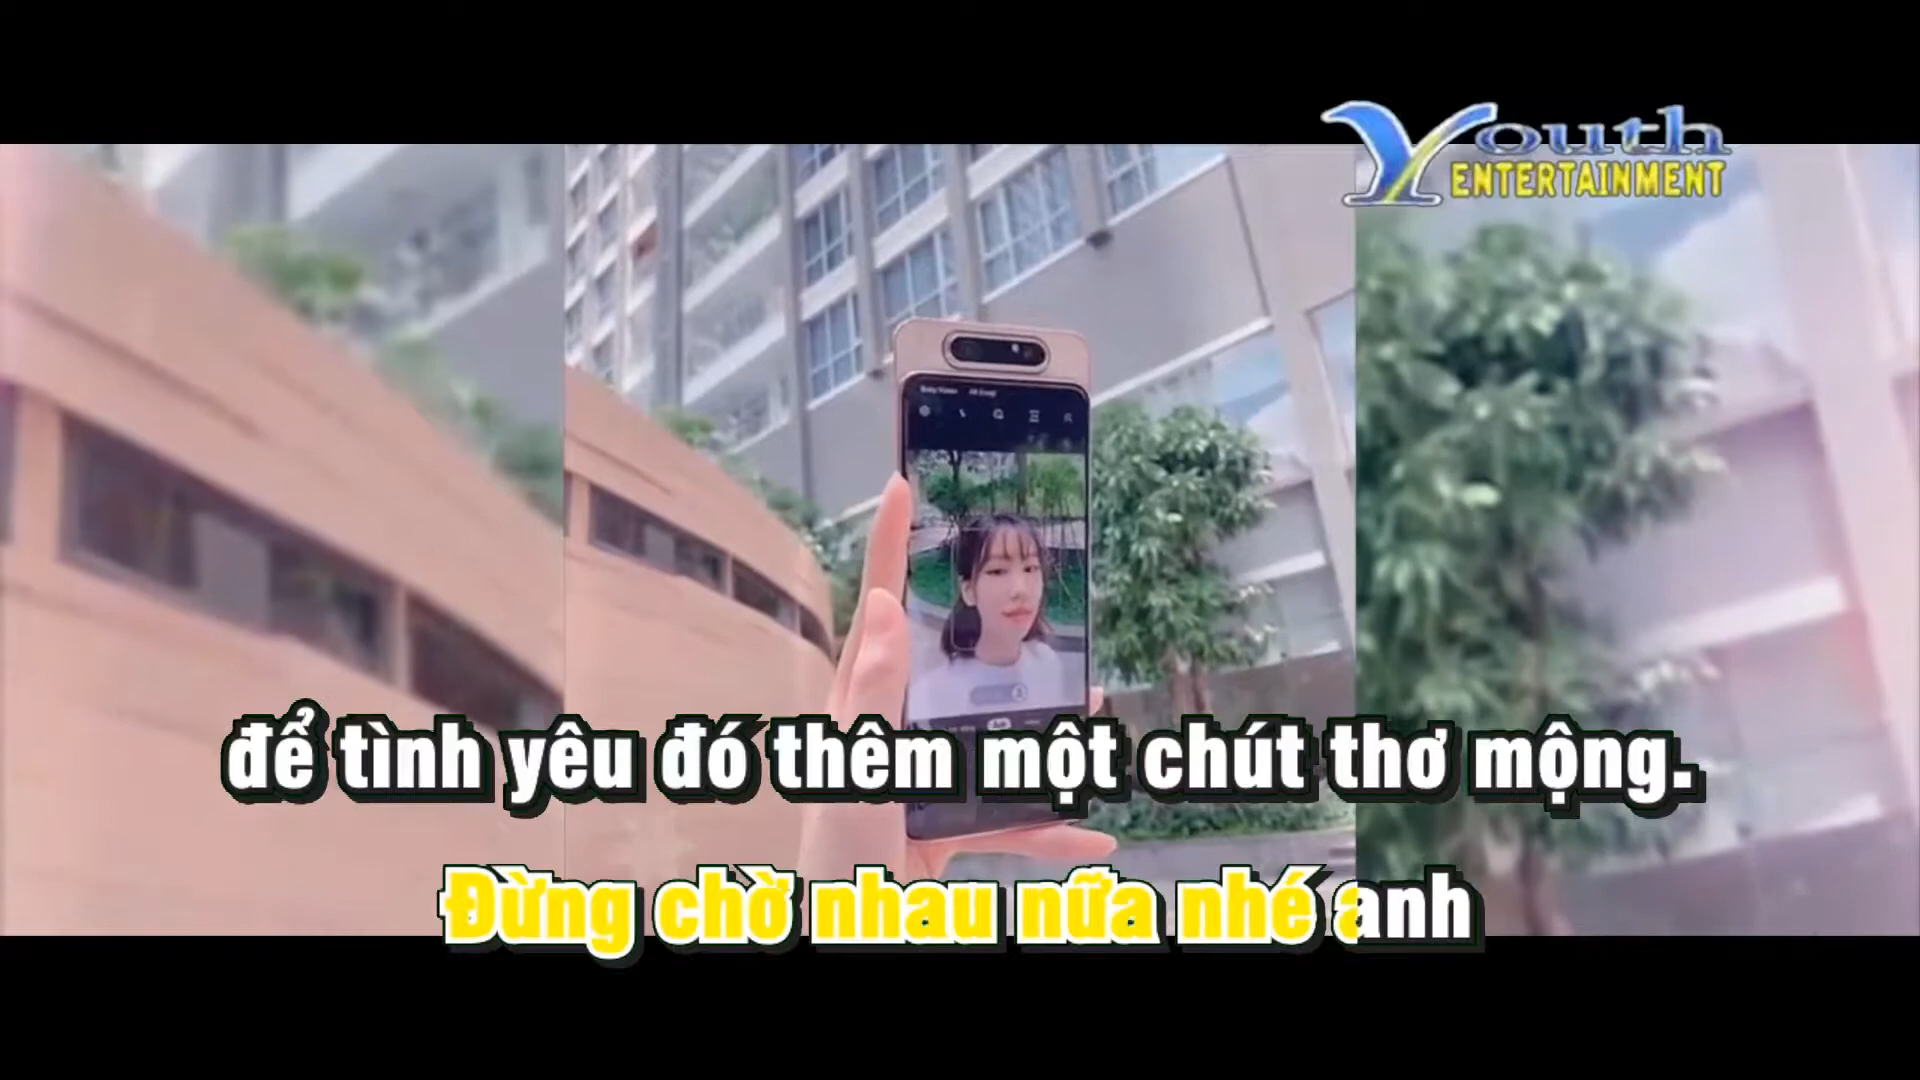 Youth
ENTERTAINMENT
để tình yêu đó thêm một chút thơ mộng.
Đừng chờ nhau nữa nhé anh